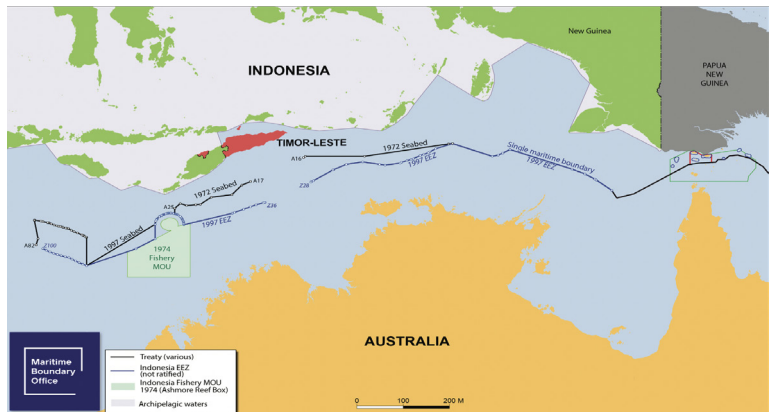 New Guinea
INDONESIA
PAPUA
NEW
GUINEA
TIMOR-LESTE
A16
1972 Seabed
1997 EEZ
Single maritime boundary
1997 EEZ
Z28
1972 Seabed
A17
A25
Z36
1997 EEZ
1997 Seabed
A82
Z100
1974
Fishery
MOU
AUSTRALIA
Maritime
Boundary
Office
Treaty (various)
Indonesia EEZ
(not ratified)
Indonesia Fishery MOU
1974 (Ashmore Reef Box)
Archipelagic waters
0 100 200 M